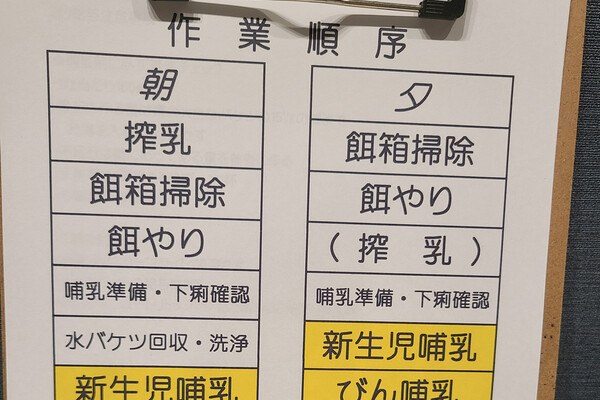 作業順序
朝
搾乳
餌箱掃除
餌やり
哺乳準備・下痢確認
水バケツ回収・洗浄
新生児哺乳
夕
餌箱掃除
餌やり
(搾乳)
哺乳準備・下痢確認
新生児哺乳
びん哺乳